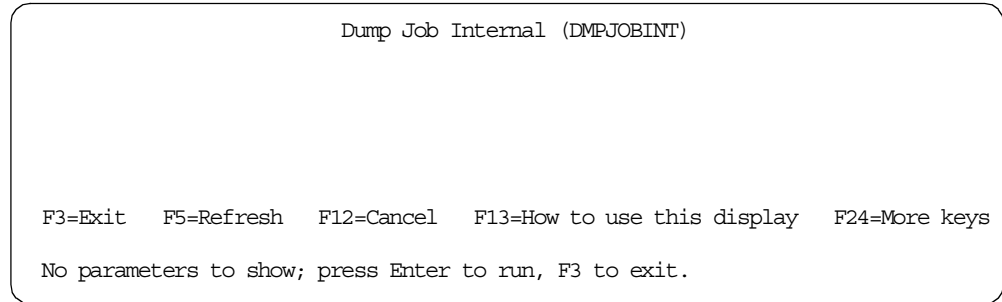 Dump Job Internal (DMPJOBINT)
F3=Exit F5=Refresh F12=Cancel F13=How to use this display F24=More keys
No parameters to show; press Enter to run, F3 to exit.